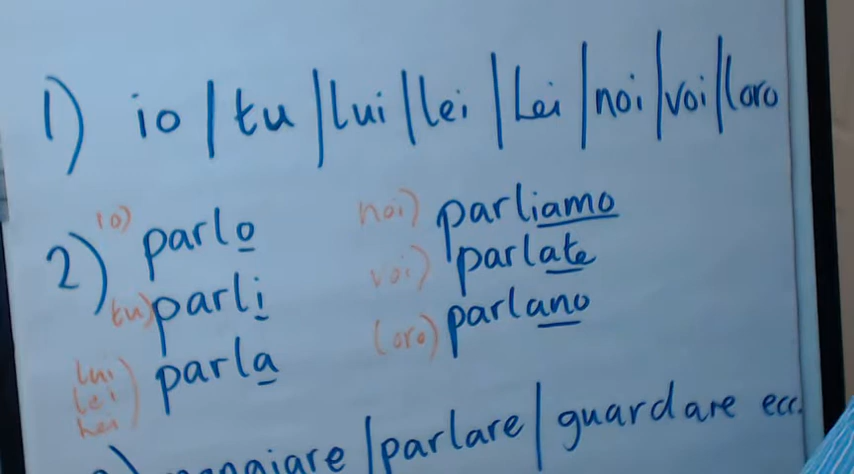 1) io / tu / lui / lei / Lei / noi / voi / loro
2) io) parlo
tu) parli
lui lei Lei) parla
noi) parliamo
voi) parlate
loro) parlano
mangiare / parlare / guardare ecc.